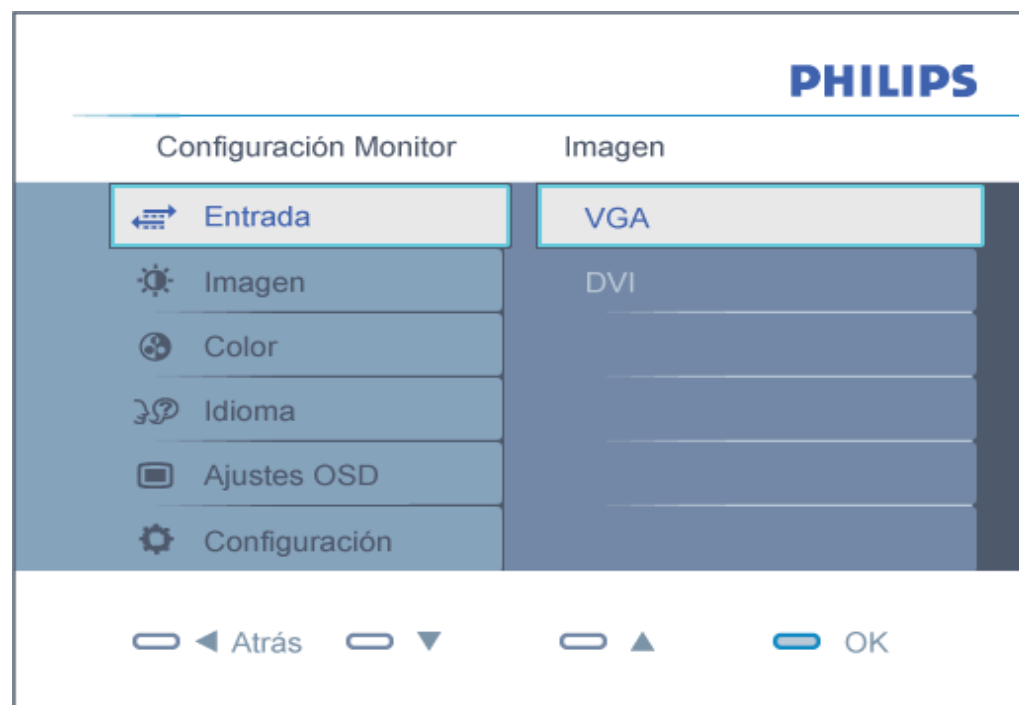 PHILIPS
Configuración Monitor Imagen
Entrada VGA
Imagen DVI
Color
Idioma
Ajustes OSD
Configuración
Atrás OK